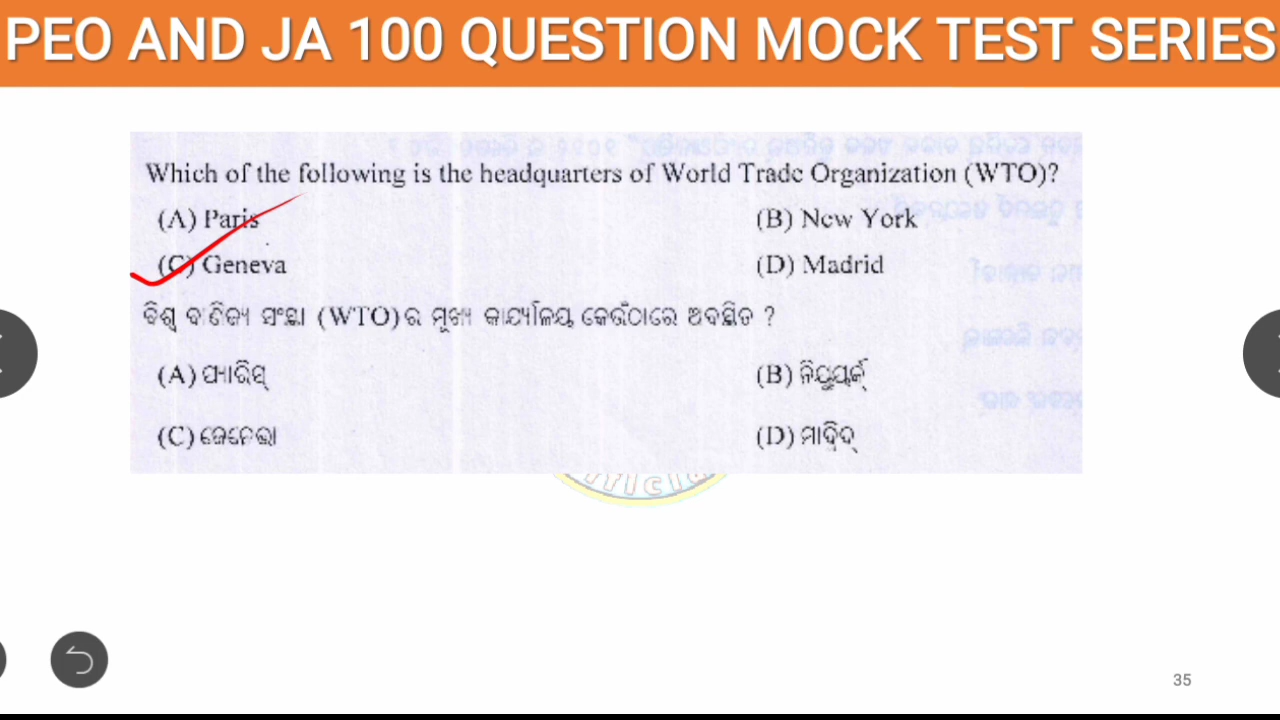 PEO AND JA 100 QUESTION MOCK TEST SERIES
Which of the following is the headquarters of World Trade Organization (WTO)?
(A) Paris (B) New York
(C) Geneva (D) Madrid
ବିଶ୍ୱ ବାଣିଜ୍ୟ ସଂସ୍ଥା (WTO) ର ମୂଖ୍ୟ କାର୍ଯ୍ୟାଳୟ କେଉଁଠାରେ ଅବସ୍ଥିତ ?
(A) ପ୍ୟାରିସ୍ (B) ନିୟୁୟର୍କ୍
(C) ଜେନେଭା (D) ମାଦ୍ରିଦ୍
35